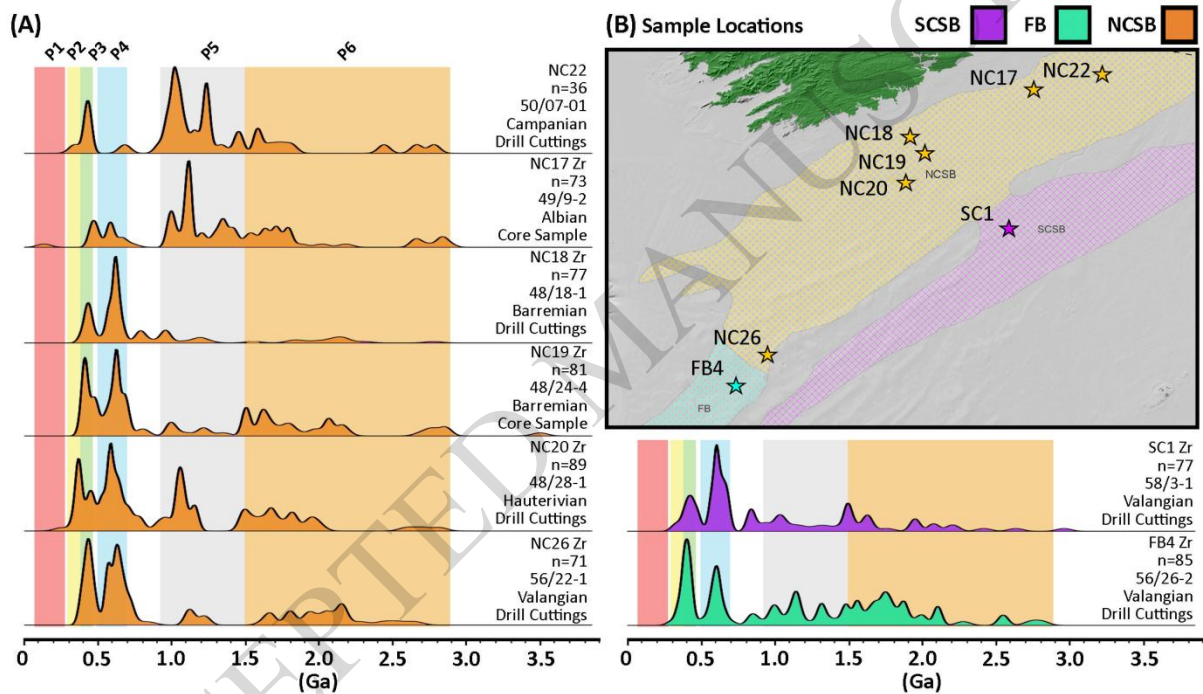 (A)
P1
P2
P3
P4
P5
P6
NC22
n=36
50/07-01
Campanian
Drill Cuttings
NC17 Zr
n=73
49/9-2
Albian
Core Sample
NC18 Zr
n=77
48/18-1
Barremian
Drill Cuttings
NC19 Zr
n=81
48/24-4
Barremian
Core Sample
NC20 Zr
n=89
48/28-1
Hauterivian
Drill Cuttings
NC26 Zr
n=71
56/22-1
Valangian
Drill Cuttings
0 0.5 1.0 1.5 2.0 2.5 3.0 3.5
(Ga)
(B) Sample Locations
SCSB FB NCSB
NC17 NC22
NC18
NC19
NCSB
NC20
SC1
SCSB
NC26
FB4
FB
SC1 Zr
n=77
58/3-1
Valangian
Drill Cuttings
FB4 Zr
n=85
56/26-2
Valangian
Drill Cuttings
0 0.5 1.0 1.5 2.0 2.5 3.0 3.5
(Ga)
EPTED MANUS